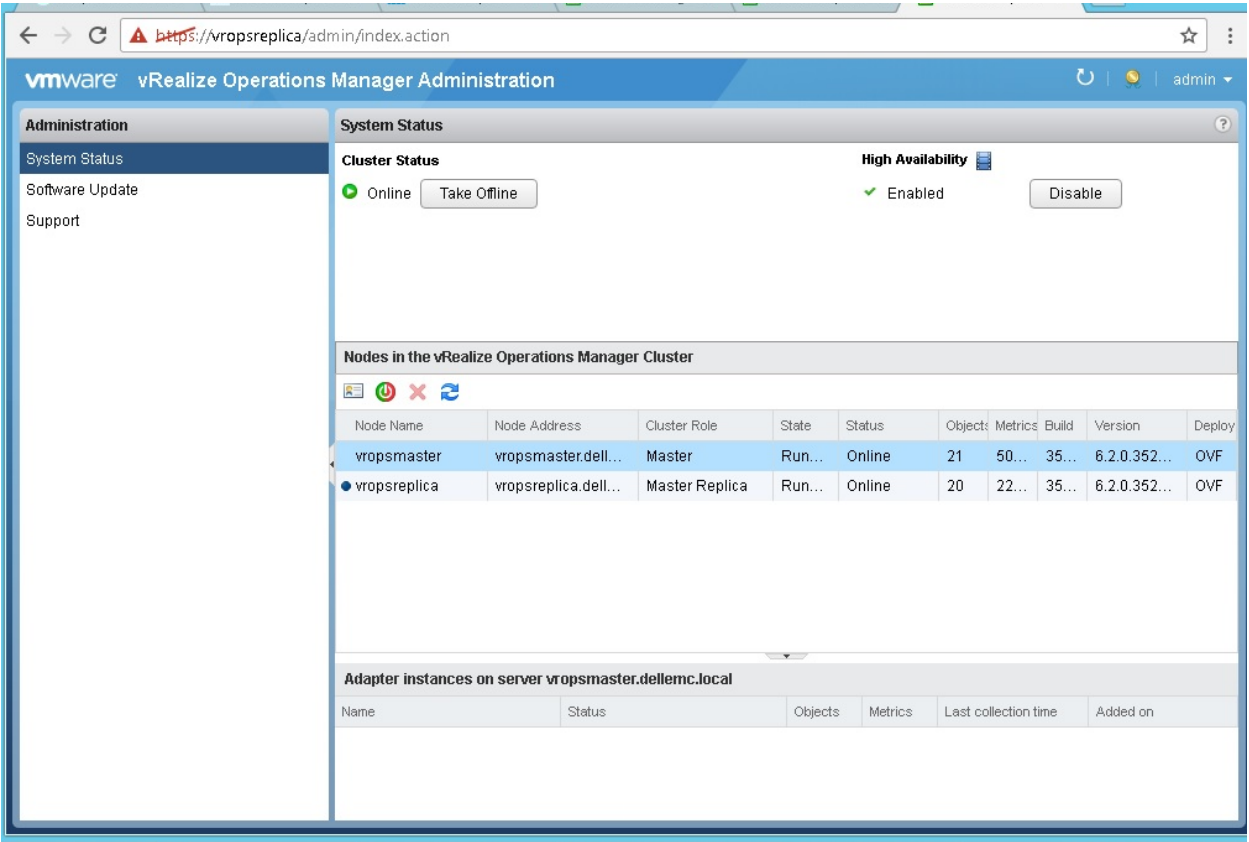 https://vropsreplica/admin/index.action
vmware vRealize Operations Manager Administration admin
Administration
System Status
Software Update
Support
System Status
Cluster Status High Availability
Online Take Offline Enabled Disable
Nodes in the vRealize Operations Manager Cluster
Node Name Node Address Cluster Role State Status Objects Metrics Build Version Deploy
vropsmaster vropsmaster.dell... Master Run... Online 21 50... 35... 6.2.0.352... OVF
vropsreplica vropsreplica.dell... Master Replica Run... Online 20 22... 35... 6.2.0.352... OVF
Adapter instances on server vropsmaster.dellemc.local
Name Status Objects Metrics Last collection time Added on